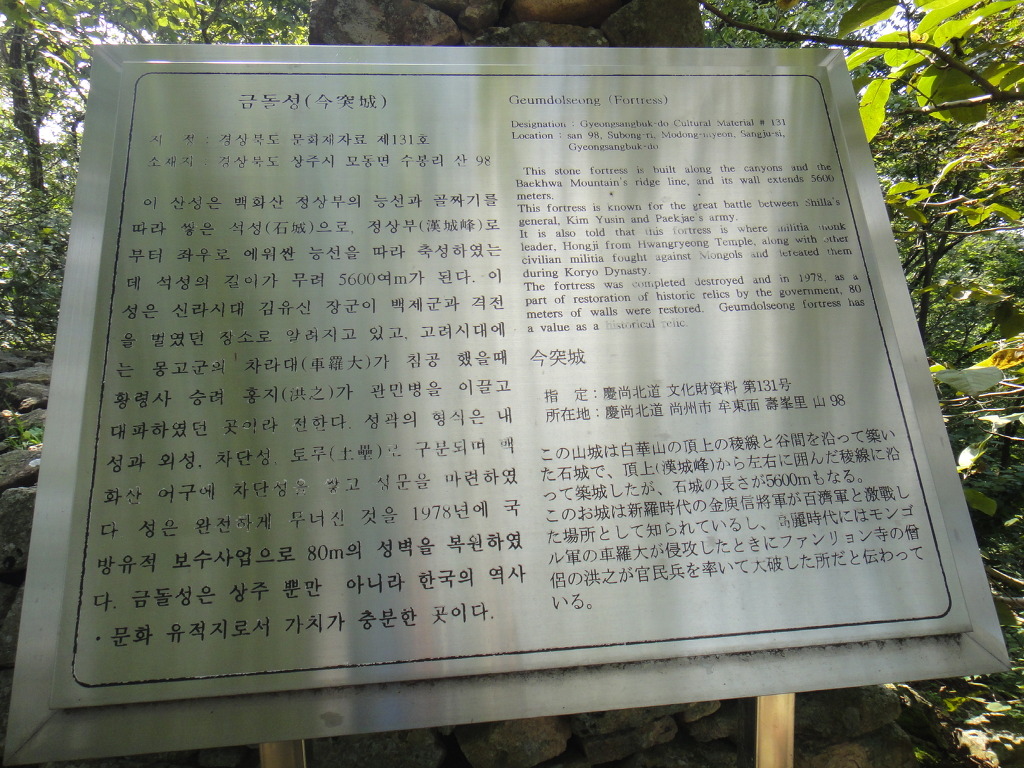 금돌성(今突城)
지 정 : 경상북도 문화재자료 제131호
소재지 : 경상북도 상주시 모동면 수봉리 산 98
이 산성은 백화산 정상부의 능선과 골짜기를
따라 쌓은 석성(石城)으로, 정상부(漢城峰)로
부터 좌우로 에워싼 능선을 따라 축성하였는
데 석성의 길이가 무려 5600여m가 된다. 이
성은 신라시대 김유신 장군이 백제군과 격전
을 벌였던 장소로 알려지고 있고, 고려시대에
는 몽고군의 차라대(車羅大)가 침공 했을때
황령사 승려 홍지(洪之)가 관민병을 이끌고
대파하였던 곳이라 전한다. 성곽의 형식은 내
성과 외성, 차단성, 토루(土壘)로 구분되며 백
화산 어구에 차단성을 쌓고 성문을 마련하였
다 성은 완전하게 무너진 것을 1978년에 국
방유적 보수사업으로 80m의 성벽을 복원하였
다. 금돌성은 상주 뿐만 아니라 한국의 역사
·문화 유적지로서 가치가 충분한 곳이다.
Geumdolseong (Fortress)
Designation : Gyeongsangbuk-do Cultural Material # 131
Location : san 98, Subong-ri, Modong-myeon, Sangju-si,
Gyeongsangbuk-do
This stone fortress is built along the canyons and the
Baekhwa Mountain's ridge line, and its wall extends 5600
meters.
This fortress is known for the great battle between Shilla's
general, Kim Yusin and Paekjae's army.
It is also told that this fortress is where militia monk
leader, Hongji from Hwangryeong Temple, along with other
civilian militia fought against Mongols and defeated them
during Koryo Dynasty.
The fortress was completed destroyed and in 1978, as a
part of restoration of historic relics by the government, 80
meters of walls were restored. Geumdolseong fortress has
a value as a historical relic.
今突城
指 定 : 慶尚北道 文化財資料 第131号
所在地 : 慶尚北道 尚州市 牟東面 壽峯里 山 98
この山城は白華山の頂上の稜線と谷間を沿って築い
た石城で、頂上(漢城峰)から左右に囲んだ稜線に沿
って築城したが、石城の長さが5600mもなる。
このお城は新羅時代の金庾信將軍が百濟軍と激戰し
た場所として知られているし、高麗時代にはモンゴ
ル軍の車羅大が侵攻したときにファンリョン寺の僧
侶の洪之が官民兵を率いて大破した所だと伝わって
いる。